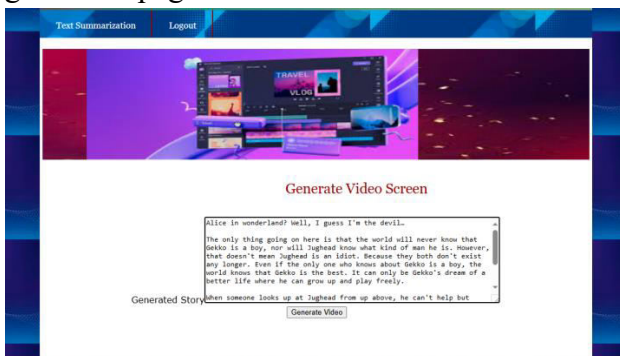 Text Summarization Logout
TRAVEL
VLOG
Generate Video Screen
Alice in wonderland? Well, I guess I'm the devil…
The only thing going on here is that the world will never know that
Gekko is a boy, nor will Jughead know what kind of man he is. However,
that doesn't mean Jughead is an idiot. Because they both don't exist
any longer. Even if the only one who knows about Gekko is a boy, the
world knows that Gekko is the best. It can only be Gekko's dream of a
better life where he can grow up and play freely.
Generated Story When someone looks up at Jughead from up above, he can't help but
Generate Video